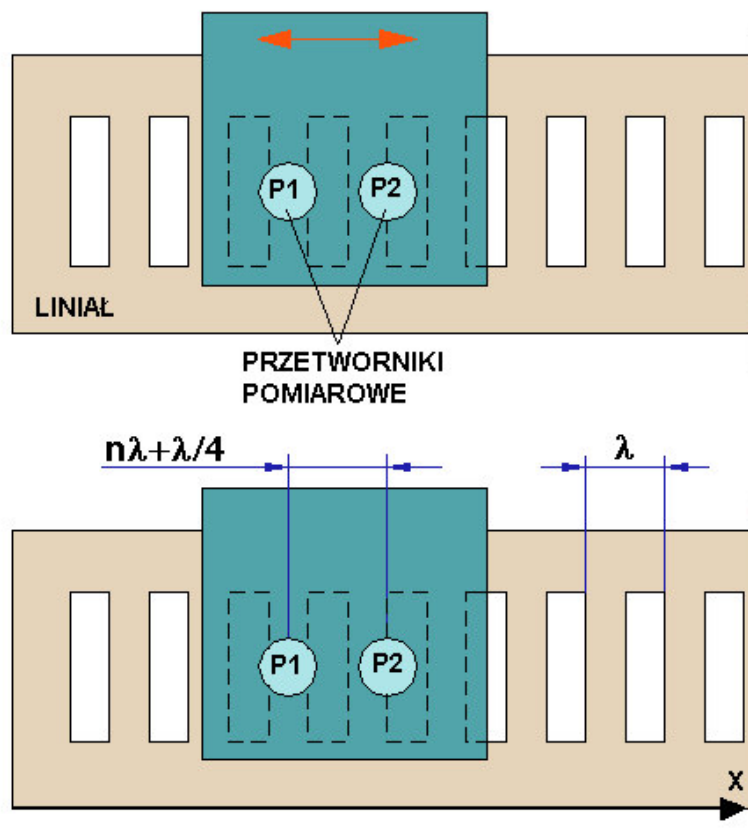 P1
P2
LINIAŁ
PRZETWORNIKI
POMIAROWE
nλ+λ/4
λ
P1
P2
X